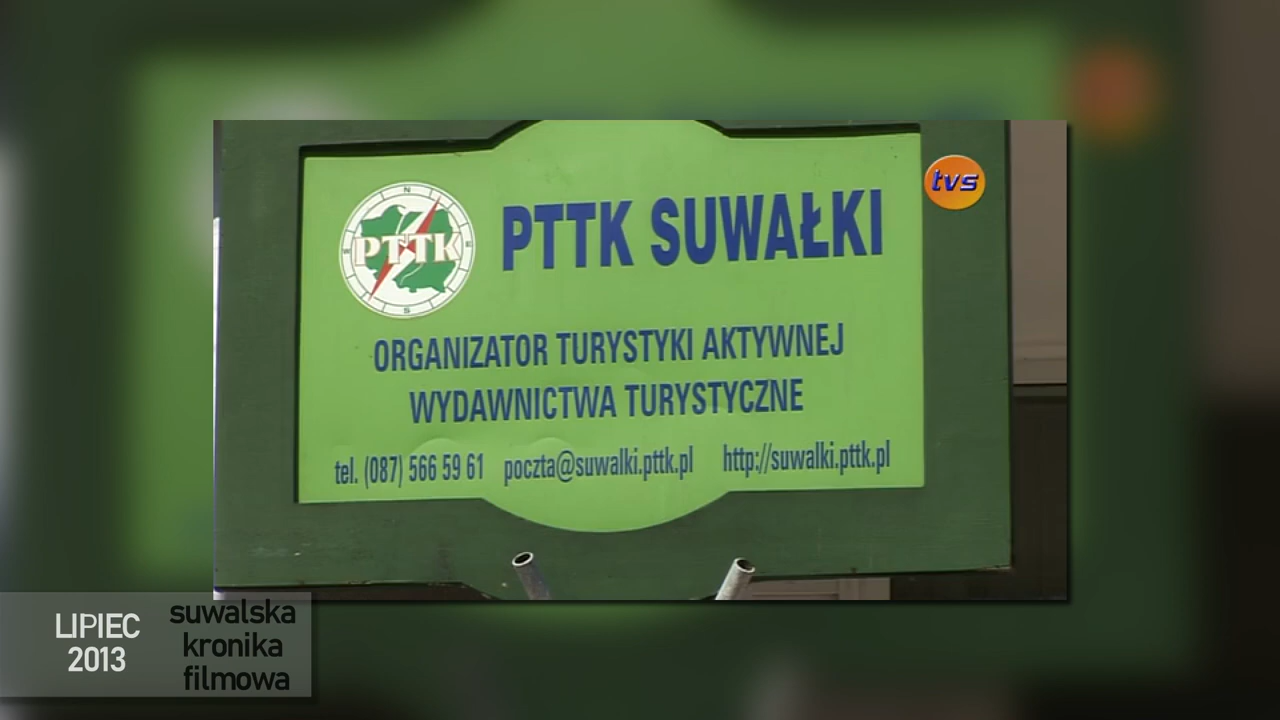 tvs
N
W
E
S
PTTK
PTTK SUWAŁKI
ORGANIZATOR TURYSTYKI AKTYWNEJ
WYDAWNICTWA TURYSTYCZNE
tel. (087) 566 59 61 poczta@suwalki.pttk.pl http://suwalki.pttk.pl
LIPIEC
2013
suwalska
kronika
filmowa